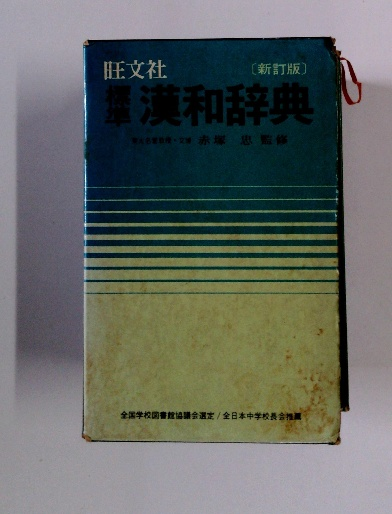 旺文社
〔新訂版〕
標準 漢和辞典
赤塚 忠 監修
全国学校図書館協議会選定/全日本中学校長会推薦